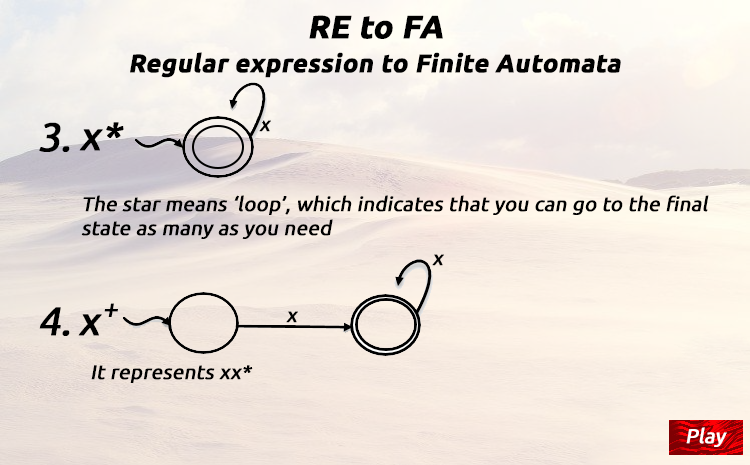 RE to FA
Regular expression to Finite Automata
3. x*
x
The star means ‘loop’, which indicates that you can go to the final
state as many as you need
x
4. x⁺
x
It represents xx*
Play